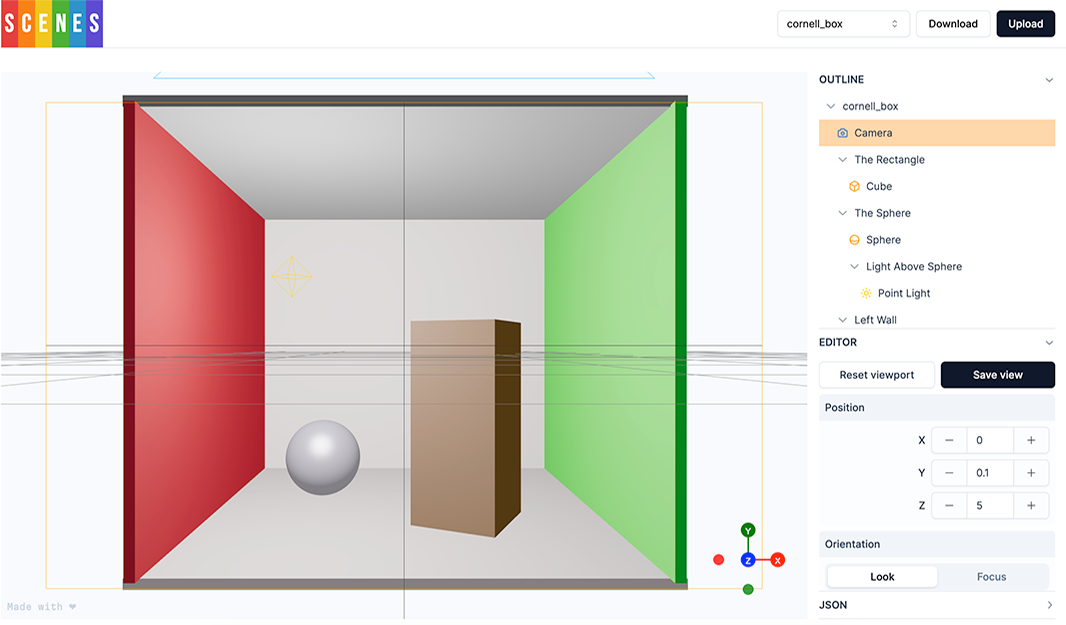 SCENES
cornell_box
Download
Upload
OUTLINE
cornell_box
Camera
The Rectangle
Cube
The Sphere
Sphere
Light Above Sphere
Point Light
Left Wall
EDITOR
Reset viewport
Save view
Position
X
0
Y
0.1
Z
5
Orientation
Look
Focus
JSON
Y
Z
X
Made with ❤